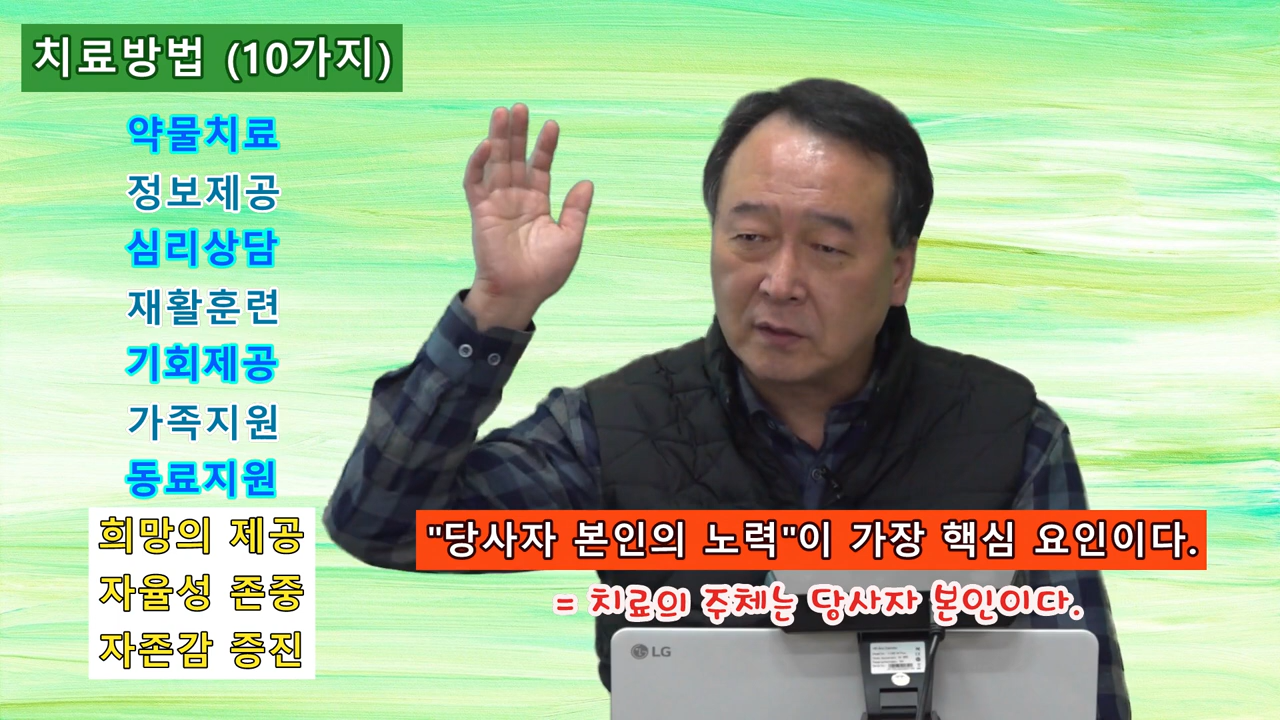 치료방법 (10가지)
약물치료
정보제공
심리상담
재활훈련
기회제공
가족지원
동료지원
희망의 제공
자율성 존중
자존감 증진
"당사자 본인의 노력"이 가장 핵심 요인이다.
= 치료의 주체는 당사자 본인이다.
LG